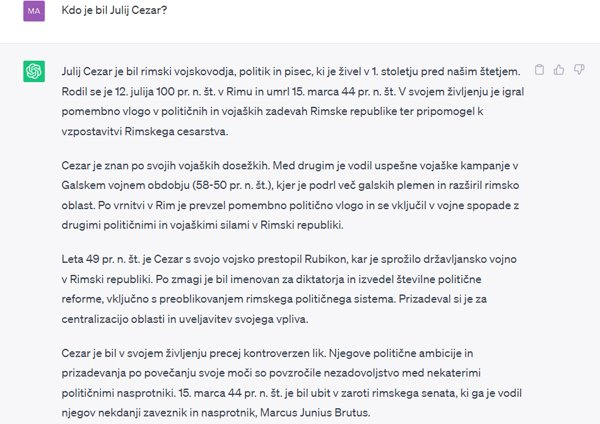 MA
Kdo je bil Julij Cezar?
Julij Cezar je bil rimski vojskovodja, politik in pisec, ki je živel v 1. stoletju pred našim štetjem.
Rodil se je 12. julija 100 pr. n. št. v Rimu in umrl 15. marca 44 pr. n. št. V svojem življenju je igral
pomembno vlogo v političnih in vojaških zadevah Rimske republike ter pripomogel k
vzpostavitvi Rimskega cesarstva.
Cezar je znan po svojih vojaških dosežkih. Med drugim je vodil uspešne vojaške kampanje v
Galskem vojnem obdobju (58-50 pr. n. št.), kjer je podrl več galskih plemen in razširil rimsko
oblast. Po vrnitvi v Rim je prevzel pomembno politično vlogo in se vključil v vojne spopade z
drugimi političnimi in vojaškimi silami v Rimski republiki.
Leta 49 pr. n. št. je Cezar s svojo vojsko prestopil Rubikon, kar je sprožilo državljansko vojno
v Rimski republiki. Po zmagi je bil imenovan za diktatorja in izvedel številne politične
reforme, vključno s preoblikovanjem rimskega političnega sistema. Prizadeval si je za
centralizacijo oblasti in uveljavitev svojega vpliva.
Cezar je bil v svojem življenju precej kontroverzen lik. Njegove politične ambicije in
prizadevanja po povečanju svoje moči so povzročile nezadovoljstvo med nekaterimi
političnimi nasprotniki. 15. marca 44 pr. n. št. je bil ubit v zaroti rimskega senata, ki ga je vodil
njegov nekdanji zaveznik in nasprotnik, Marcus Junius Brutus.